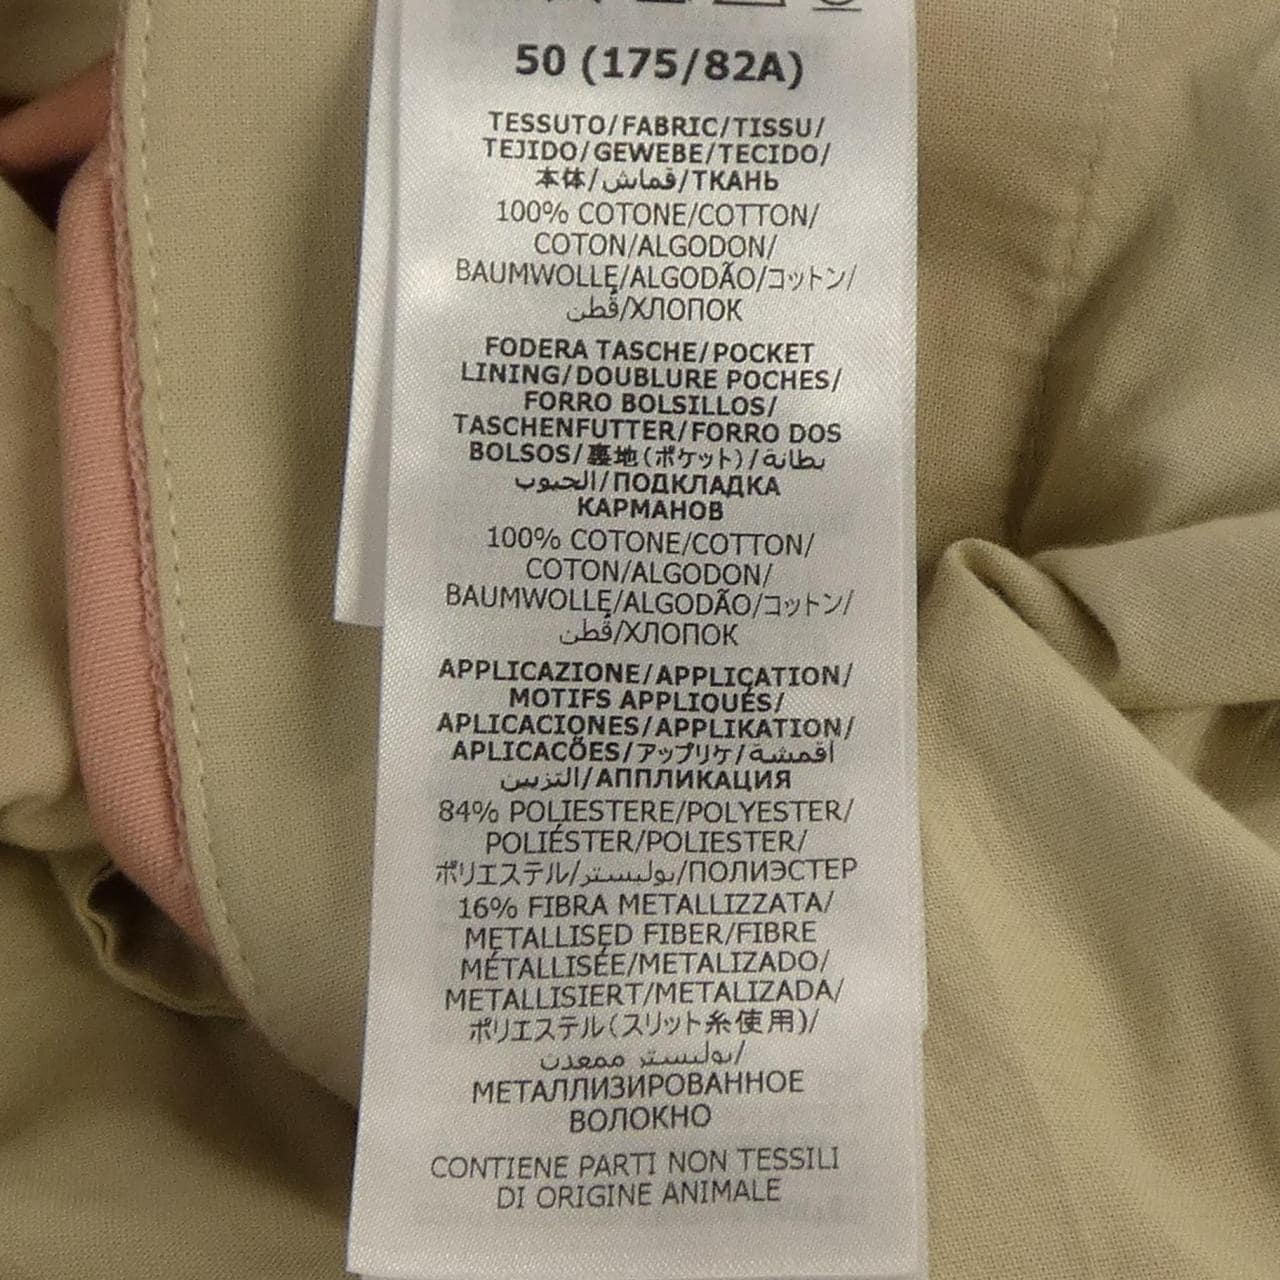 50 (175/82A)
TESSUTO/FABRIC/TISSU/
TEJIDO/GEWEBE/TECIDO/
本体/قماش/ТКАНЬ
100% COTONE/COTTON/
COTON/ALGODON/
BAUMWOLLE/ALGODÃO/コットン/
قطن/ХЛОПОК
FODERA TASCHE/POCKET
LINING/DOUBLURE POCHES/
FORRO BOLSILLOS/
TASCHENFUTTER/FORRO DOS
BOLSOS/裏地(ポケット)/بطانة
الجيوب/ПОДКЛАДКА
КАРМАНОВ
100% COTONE/COTTON/
COTON/ALGODON/
BAUMWOLLE/ALGODÃO/コットン/
قطن/ХЛОПОК
APPLICAZIONE/APPLICATION/
MOTIFS APPLIQUÉS/
APLICACIONES/APPLIKATION/
APLICACÕES/アップリケ/أقمشة
التزيين/АППЛИКАЦИЯ
84% POLIESTERE/POLYESTER/
POLIÉSTER/POLIESTER/
ポリエステル/بوليستر/ПОЛИЭСТЕР
16% FIBRA METALLIZZATA/
METALLISED FIBER/FIBRE
MÉTALLISÉE/METALIZADO/
METALLISIERT/METALIZADA/
ポリエステル(スリット糸使用)/
بوليستر ممعدن/
МЕТАЛЛИЗИРОВАННОЕ
ВОЛОКНО
CONTIENE PARTI NON TESSILI
DI ORIGINE ANIMALE